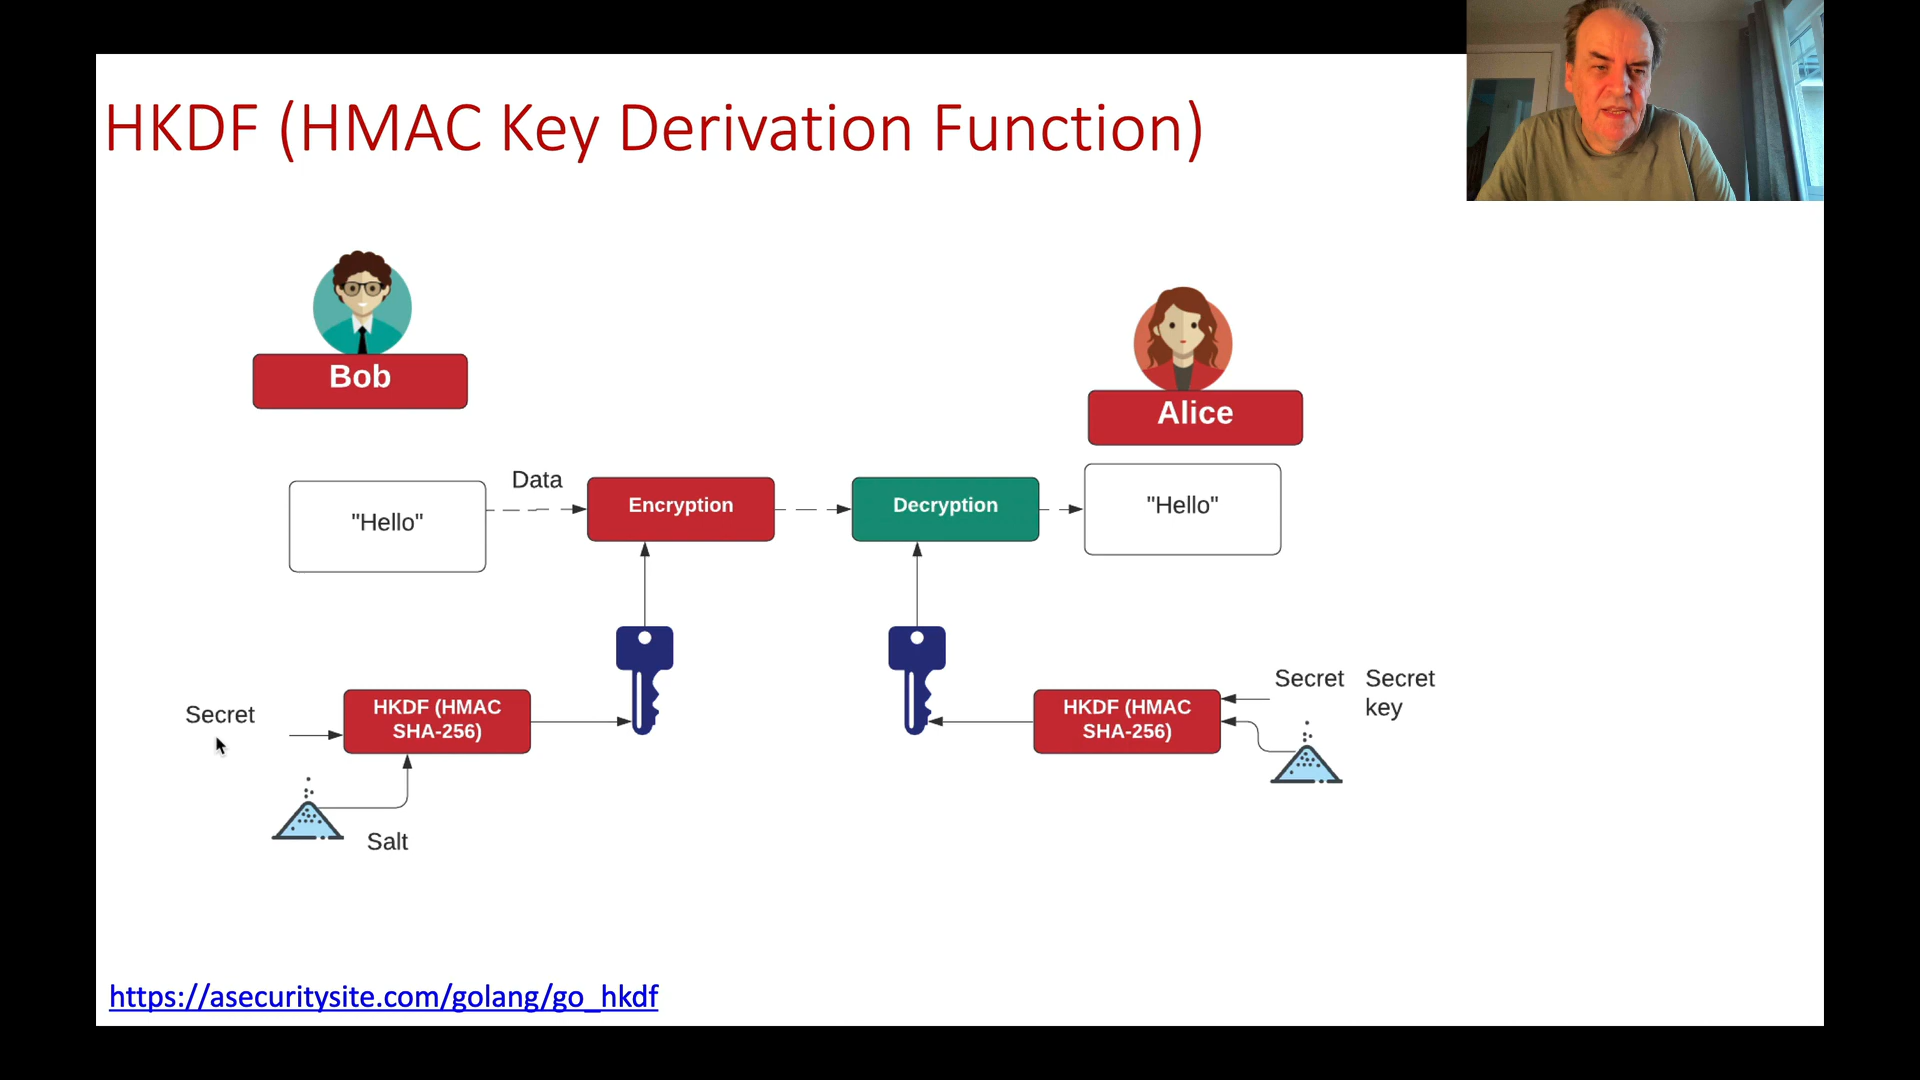 HKDF (HMAC Key Derivation Function)
Bob
Alice
"Hello"
Data
Encryption
Decryption
"Hello"
Secret
HKDF (HMAC
SHA-256)
Salt
HKDF (HMAC
SHA-256)
Secret
Secret
key
https://asecuritysite.com/golang/go_hkdf